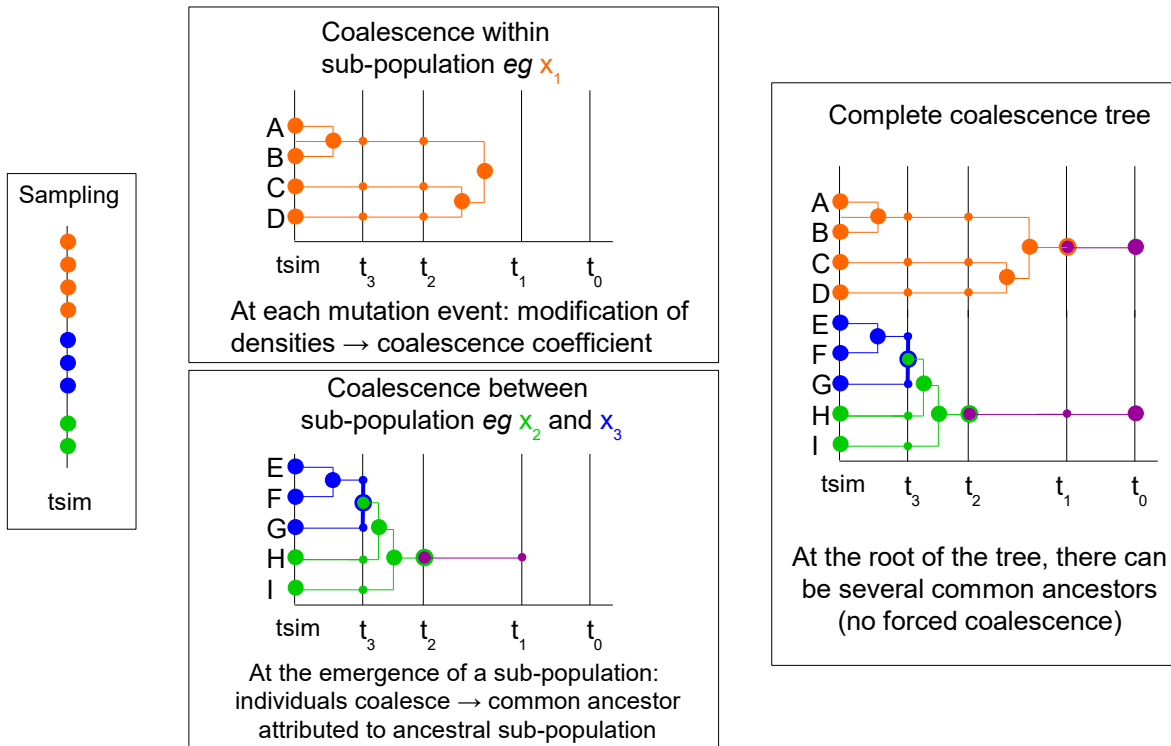 Sampling
tsim
Coalescence within
sub-population eg x₁
A
B
C
D
tsim t₃ t₂ t₁ t₀
At each mutation event: modification of
densities → coalescence coefficient
Coalescence between
sub-population eg x₂ and x₃
E
F
G
H
I
tsim t₃ t₂ t₁ t₀
At the emergence of a sub-population:
individuals coalesce → common ancestor
attributed to ancestral sub-population
Complete coalescence tree
A
B
C
D
E
F
G
H
I
tsim t₃ t₂ t₁ t₀
At the root of the tree, there can
be several common ancestors
(no forced coalescence)